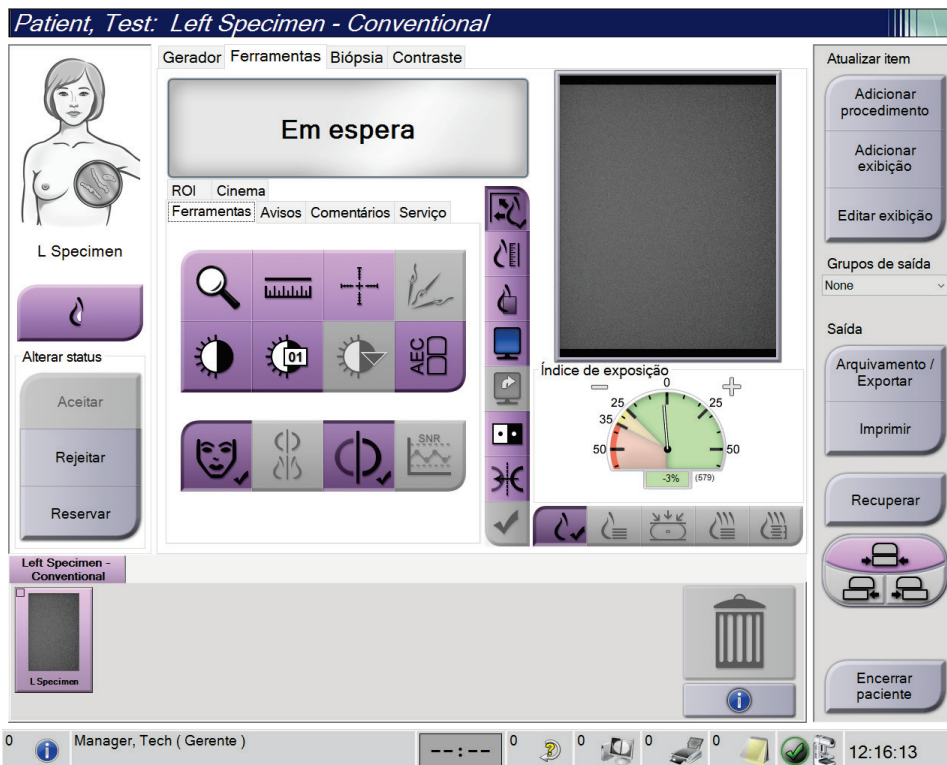 Patient, Test: Left Specimen - Conventional
Gerador Ferramentas Biópsia Contraste
Em espera
ROI Cinema
Ferramentas Avisos Comentários Serviço
01
AEC
SNR
L Specimen
Alterar status
Aceitar
Rejeitar
Reservar
Índice de exposição
0
25 25
35
50 50
-3% (579)
Atualizar item
Adicionar
procedimento
Adicionar
exibição
Editar exibição
Grupos de saída
None
Saída
Arquivamento /
Exportar
Imprimir
Recuperar
Encerrar
paciente
Left Specimen -
Conventional
L Specimen
0 Manager, Tech ( Gerente ) --:-- 0 0 0 0 12:16:13